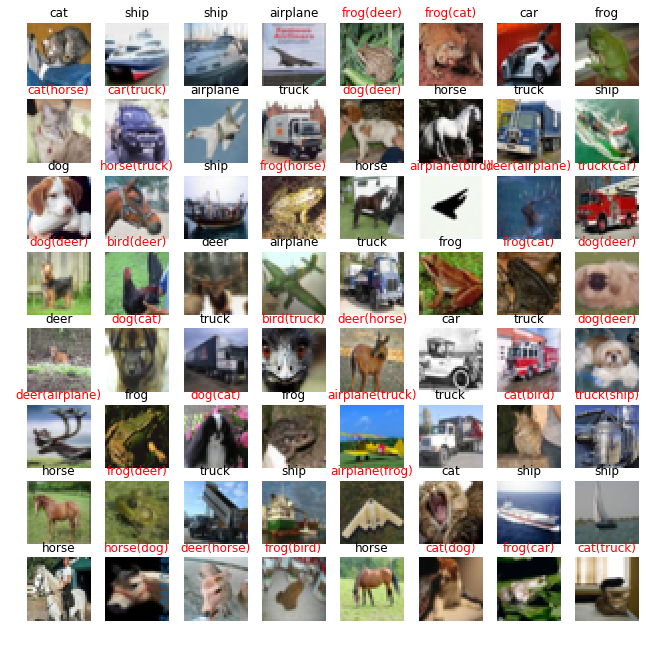 cat ship ship airplane frog(deer) frog(cat) car frog
cat(horse) car(truck) airplane truck dog(deer) horse truck ship
dog horse(truck) ship frog(horse) horse airplane(bird) deer(airplane) truck(car)
dog(deer) bird(deer) deer airplane truck frog frog(cat) dog(deer)
deer dog(cat) truck bird(truck) deer(horse) car truck dog(deer)
deer(airplane) frog dog(cat) frog airplane(truck) truck cat(bird) truck(ship)
horse frog(deer) truck ship airplane(frog) cat ship ship
horse horse(dog) deer(horse) frog(bird) horse cat(dog) frog(car) cat(truck)